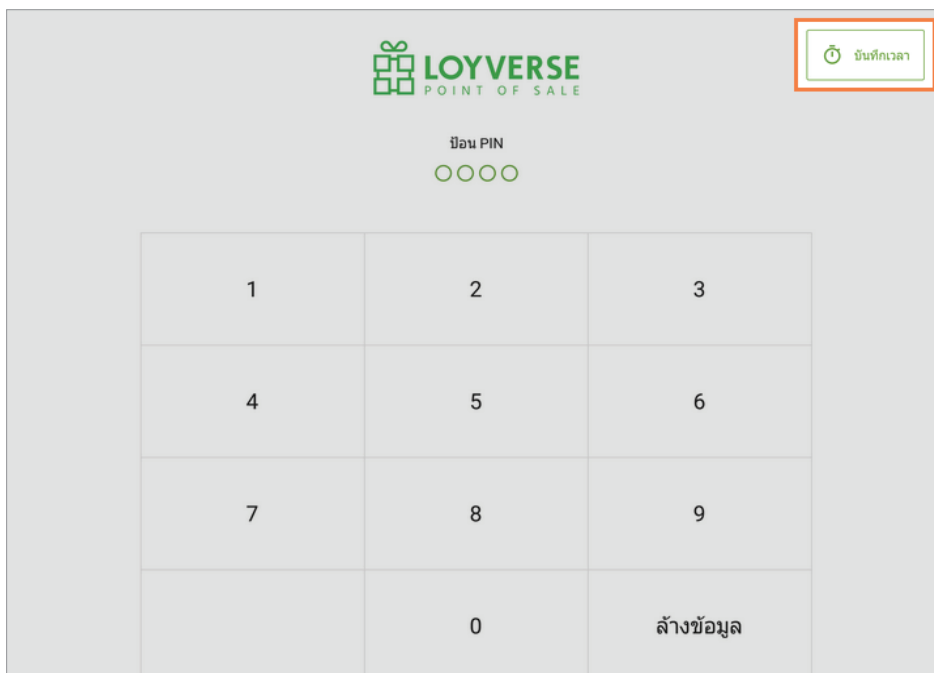 LOYVERSE
POINT OF SALE
บันทึกเวลา
ป้อน PIN
1 2 3
4 5 6
7 8 9
0 ล้างข้อมูล